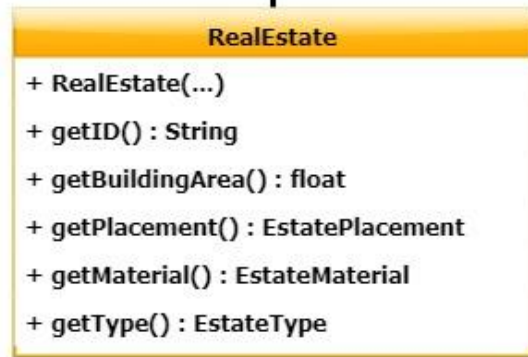 RealEstate
+ RealEstate(...)
+ getID() : String
+ getBuildingArea() : float
+ getPlacement() : EstatePlacement
+ getMaterial() : EstateMaterial
+ getType() : EstateType